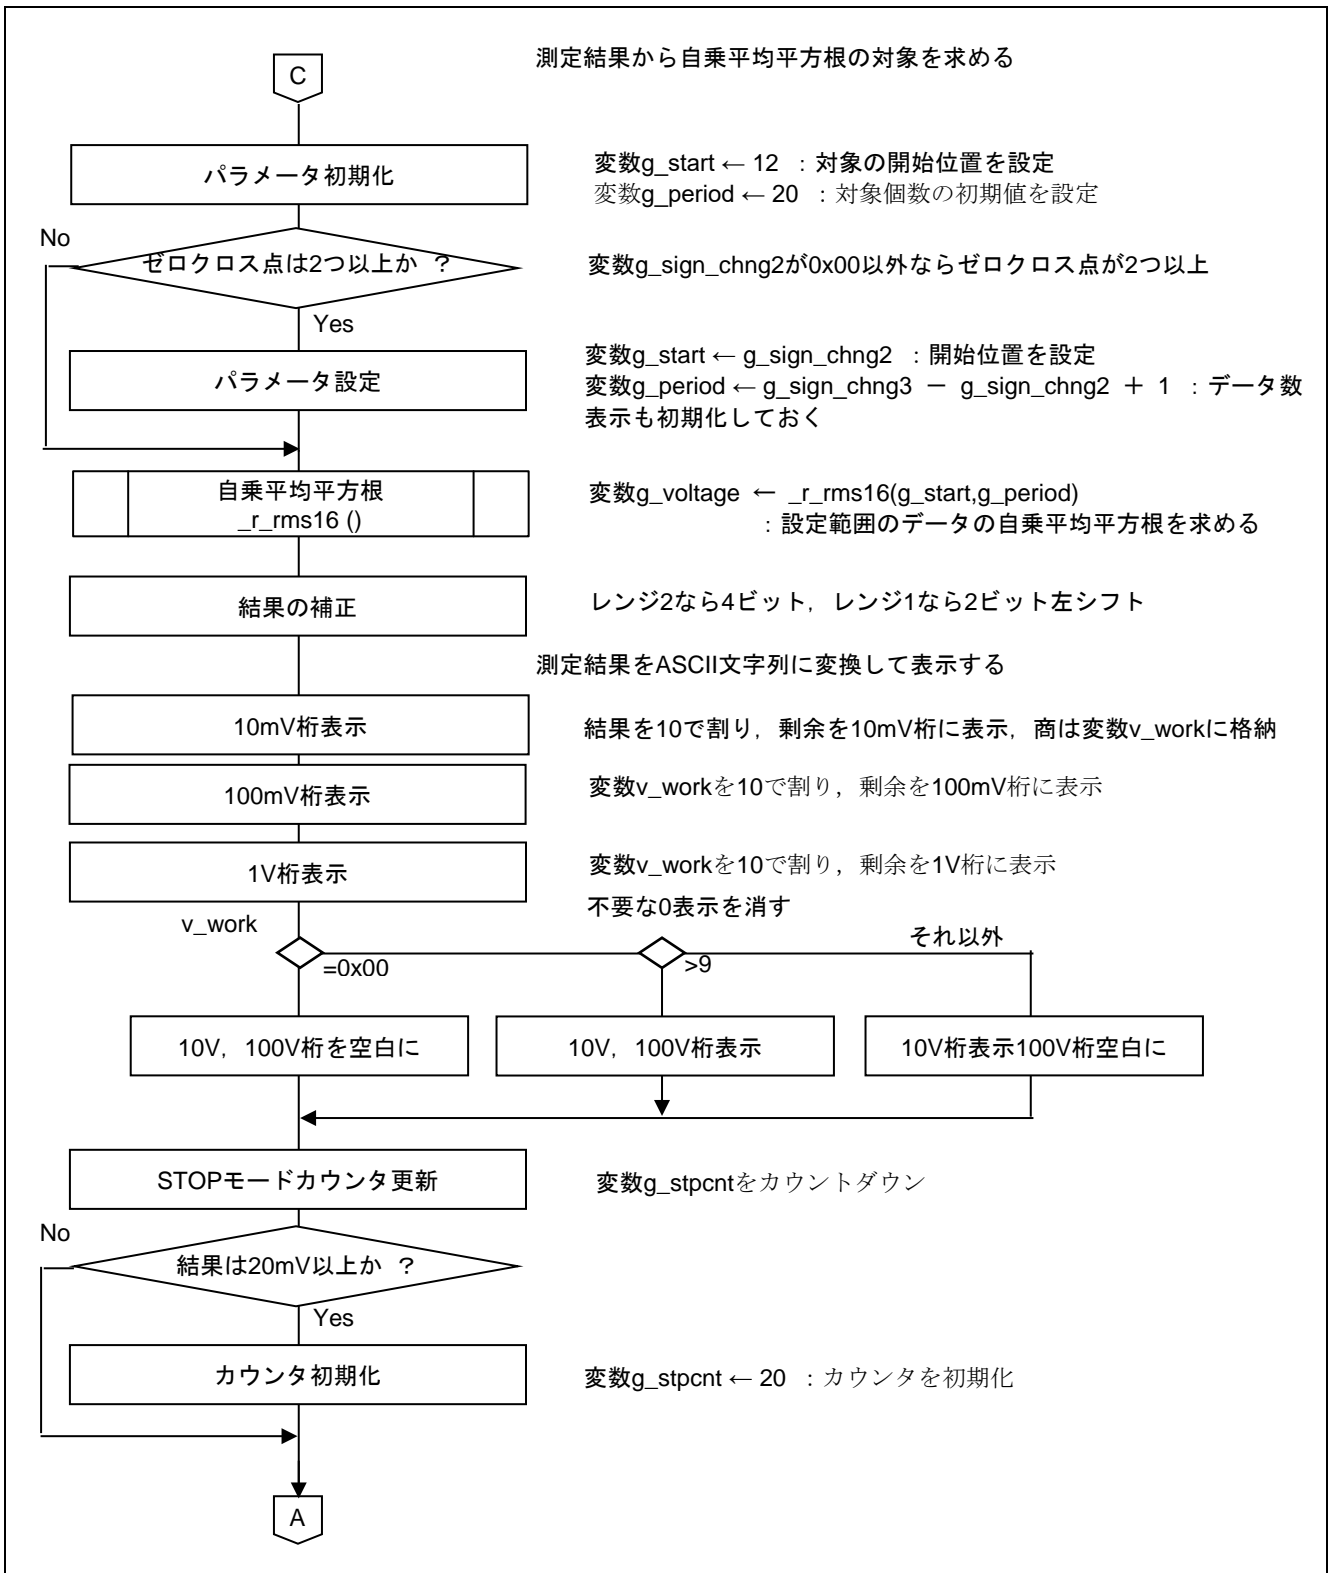 測定結果から自乗平均平方根の対象を求める
C
パラメータ初期化
変数g_start ← 12 ：対象の開始位置を設定
変数g_period ← 20 ：対象個数の初期値を設定
No
ゼロクロス点は2つ以上か ？
変数g_sign_chng2が0x00以外ならゼロクロス点が2つ以上
Yes
パラメータ設定
変数g_start ← g_sign_chng2 ：開始位置を設定
変数g_period ← g_sign_chng3 － g_sign_chng2 ＋ 1 ：データ数
表示も初期化しておく
自乗平均平方根
_r_rms16 ()
変数g_voltage ← _r_rms16(g_start,g_period)
：設定範囲のデータの自乗平均平方根を求める
結果の補正
レンジ2なら4ビット，レンジ1なら2ビット左シフト
測定結果をASCII文字列に変換して表示する
10mV桁表示
結果を10で割り，剰余を10mV桁に表示，商は変数v_workに格納
100mV桁表示
変数v_workを10で割り，剰余を100mV桁に表示
1V桁表示
変数v_workを10で割り，剰余を1V桁に表示
不要な0表示を消す
v_work
=0x00
>9
それ以外
10V，100V桁を空白に
10V，100V桁表示
10V桁表示100V桁空白に
STOPモードカウンタ更新
変数g_stpcntをカウントダウン
No
結果は20mV以上か ？
Yes
カウンタ初期化
変数g_stpcnt ← 20 ：カウンタを初期化
A